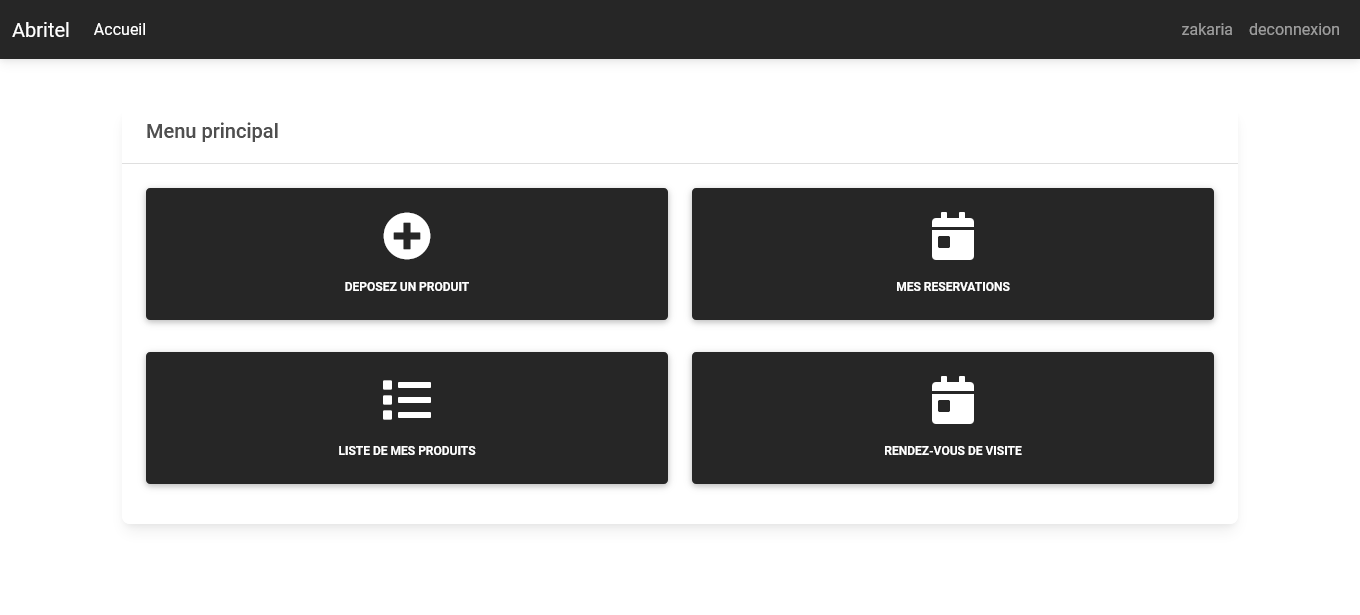 Abritel Accueil zakaria deconnexion
Menu principal
DEPOSEZ UN PRODUIT
MES RESERVATIONS
LISTE DE MES PRODUITS
RENDEZ-VOUS DE VISITE